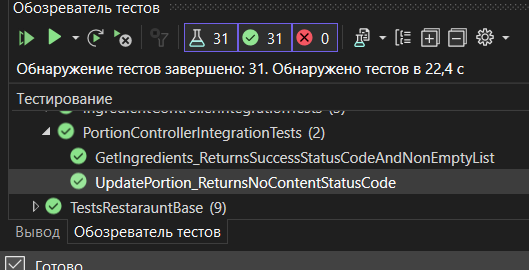 Обозреватель тестов
31 31 0
Обнаружение тестов завершено: 31. Обнаружено тестов в 22,4 с
Тестирование
IngredientControllerIntegrationTests
PortionControllerIntegrationTests (2)
GetIngredients_ReturnsSuccessStatusCodeAndNonEmptyList
UpdatePortion_ReturnsNoContentStatusCode
TestsRestarauntBase (9)
Вывод Обозреватель тестов
Готово